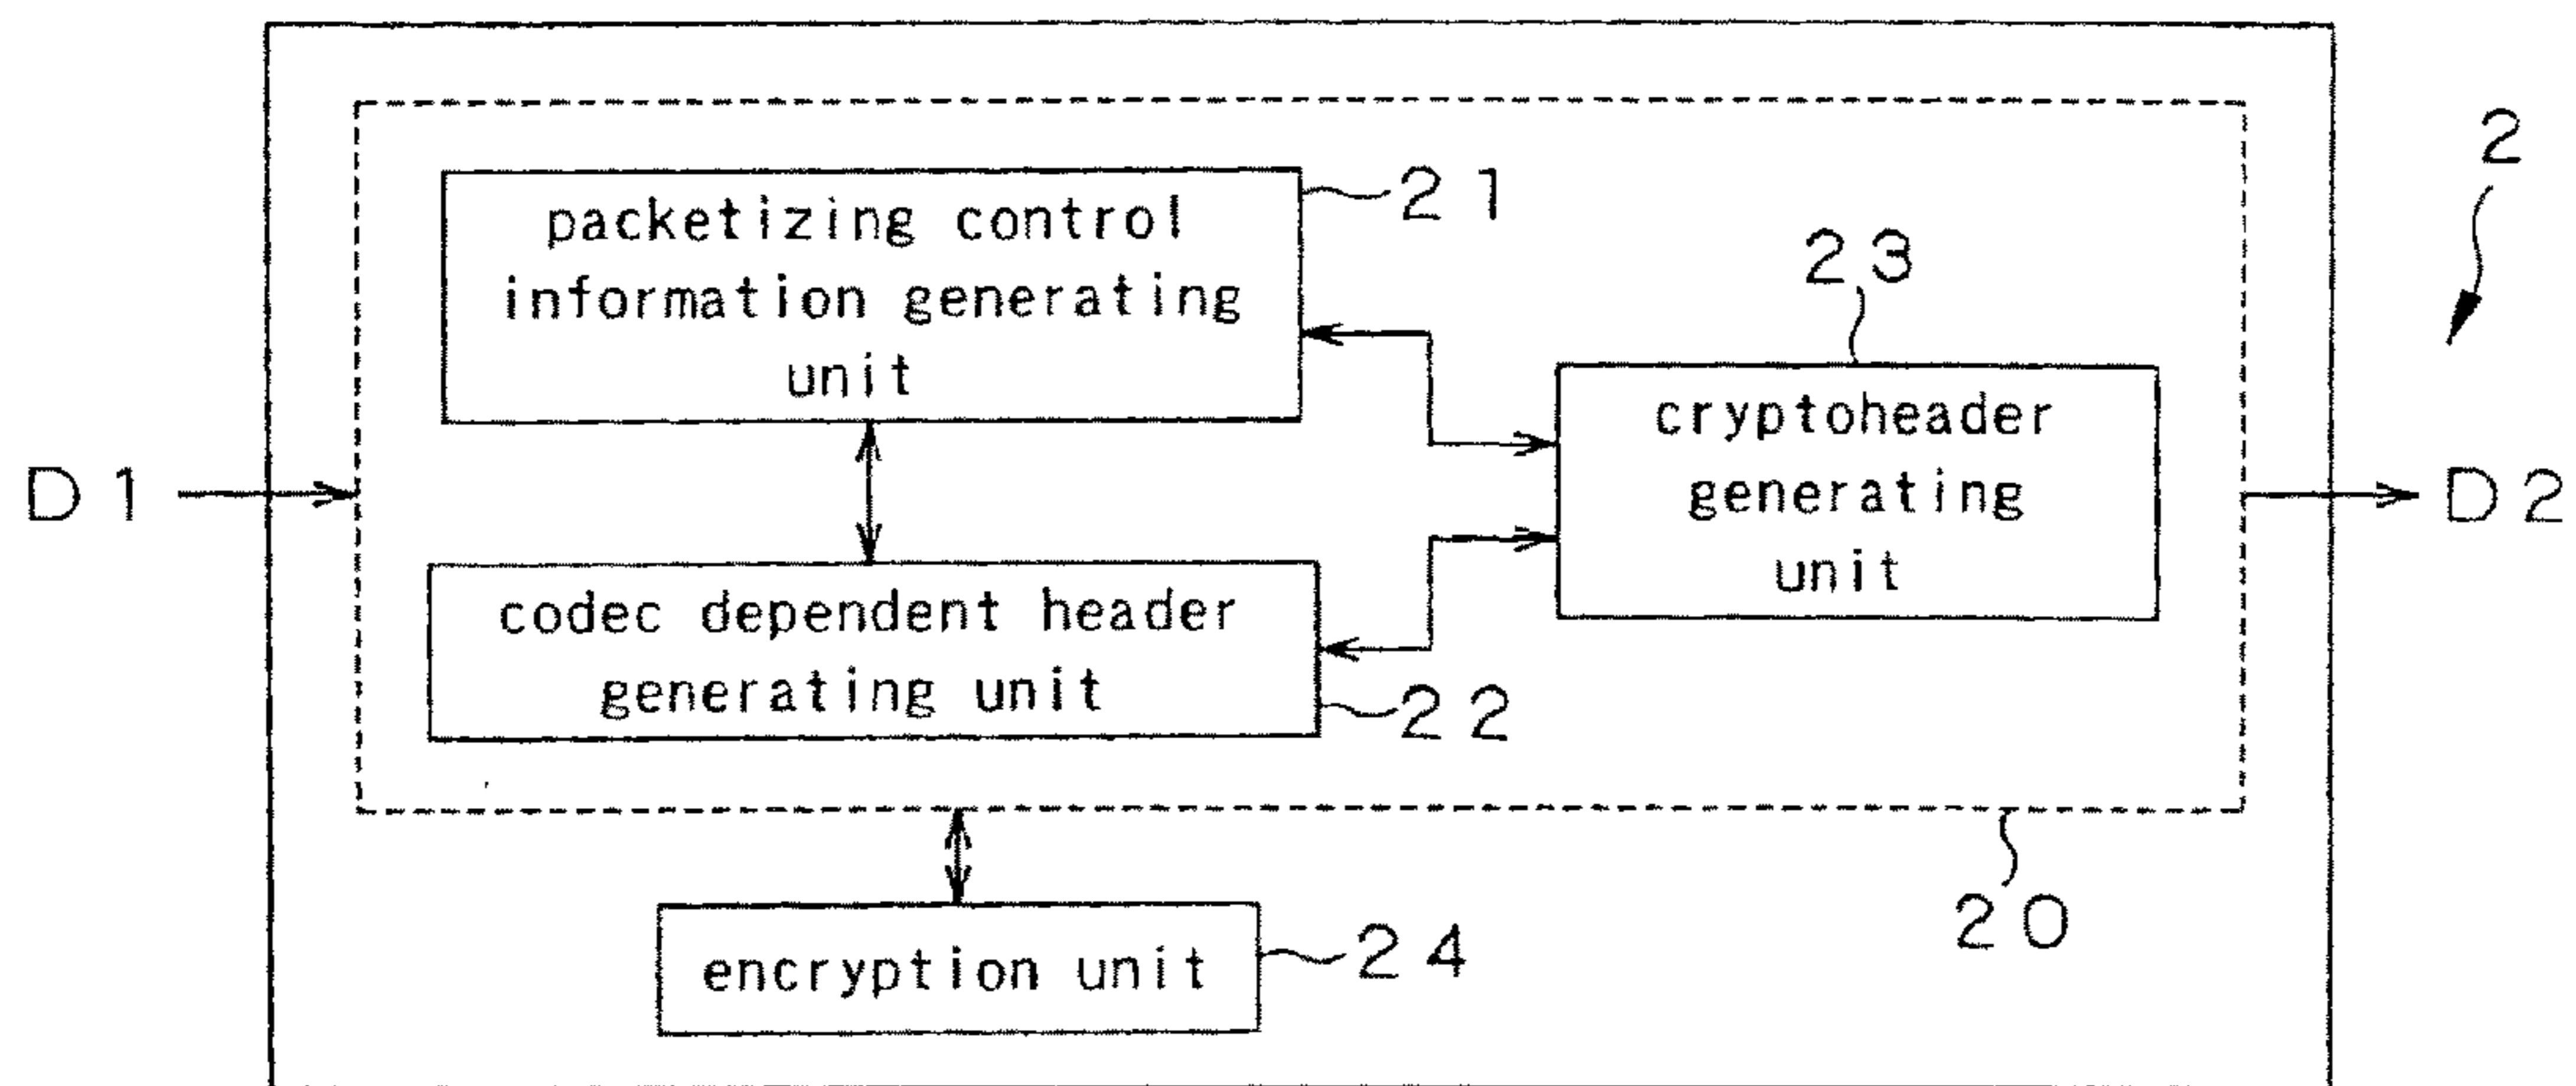 2
packetizing control
information generating
unit
21
23
cryptoheader
generating
unit
D1
D2
codec dependent header
generating unit
22
20
encryption unit
24